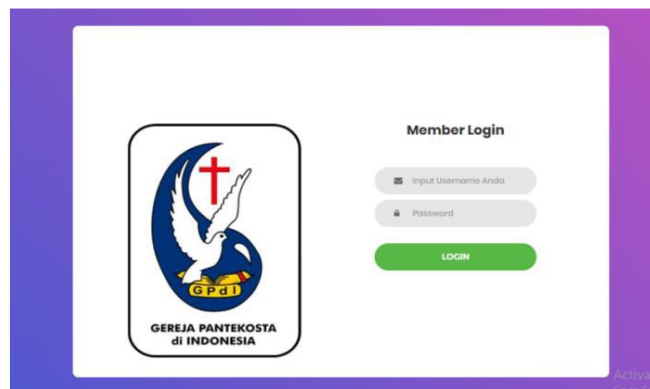 Member Login
Input Username Anda
Password
LOGIN
GPdI
GEREJA PANTEKOSTA
di INDONESIA